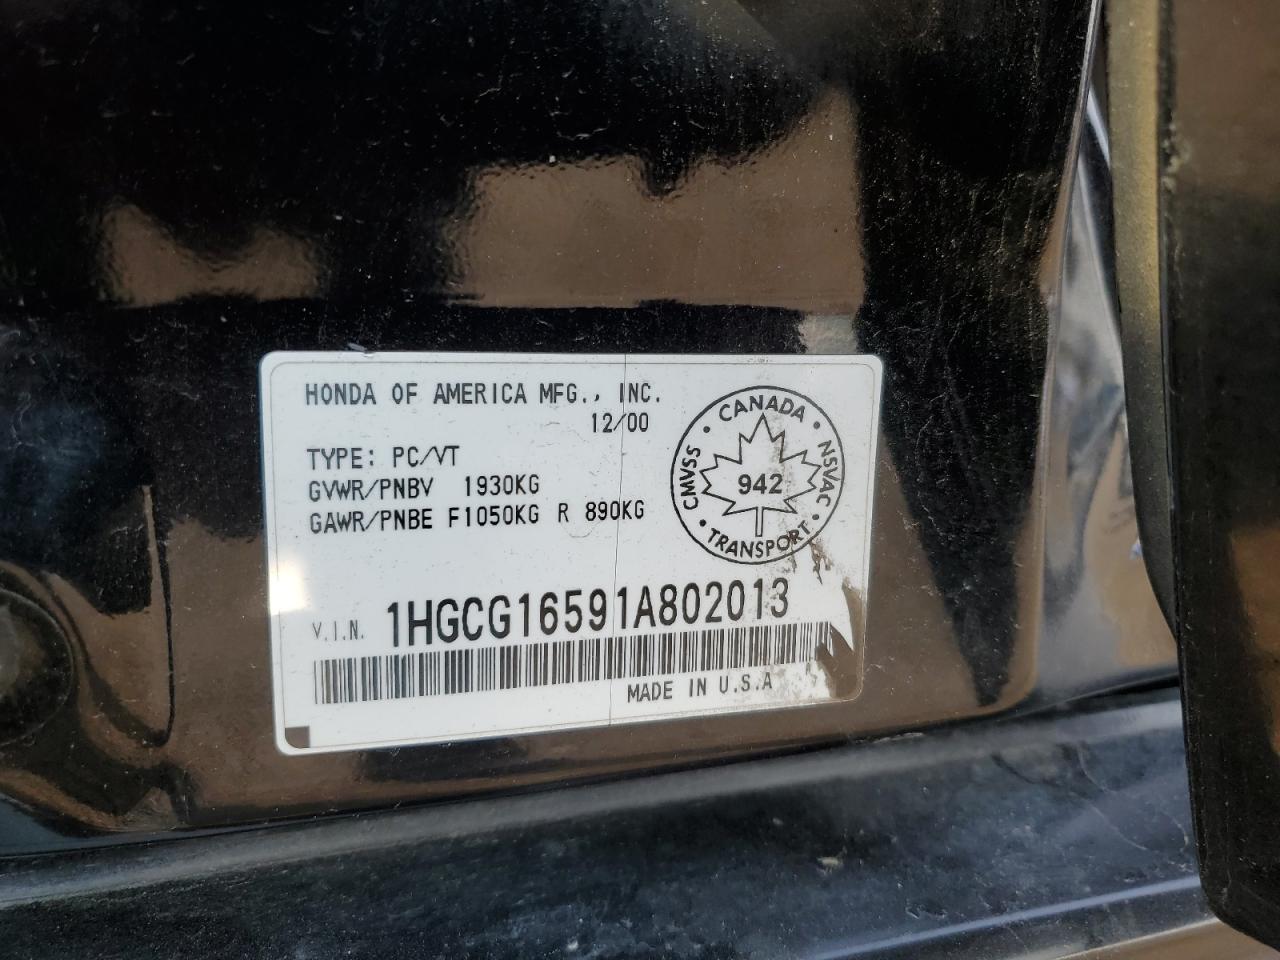 HONDA OF AMERICA MFG., INC.
12/00
TYPE: PC/VT
GVWR/PNBV 1930KG
GAWR/PNBE F1050KG R 890KG
CANADA
CMVSS
NSVAC
942
TRANSPORT
V.I.N. 1HGCG16591A802013
MADE IN U.S.A